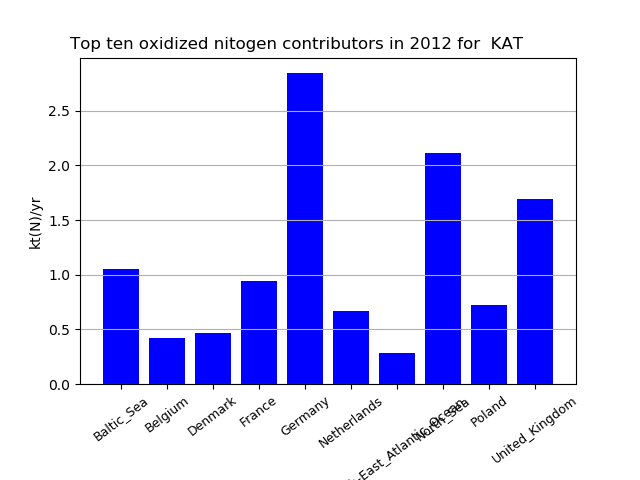 Top ten oxidized nitogen contributors in 2012 for  KAT
kt(N)/yr
2.5
2.0
1.5
1.0
0.5
0.0
Baltic_Sea
Belgium
Denmark
France
Germany
Netherlands
-East_Atlantic_Ocean
North_Sea
Poland
United_Kingdom